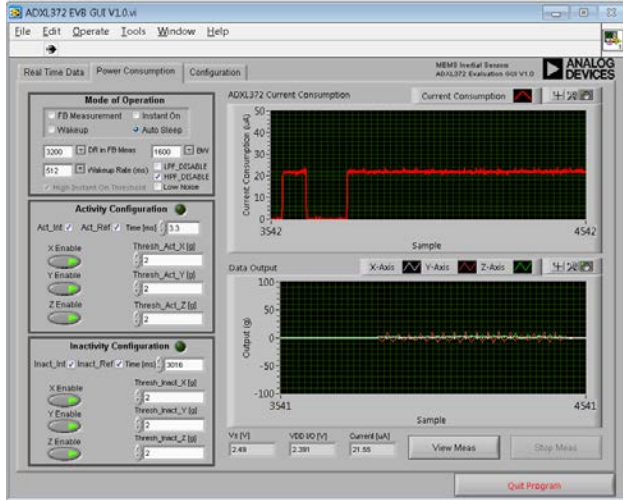 ADXL372 EVB GUI V1.0.vi
File Edit Operate Tools Window Help
Real Time Data Power Consumption Configuration
MEMS Inertial Sensors
ADXL372 Evaluation GUI V1.0
ANALOG DEVICES
Mode of Operation
FB Measurement Instant On
Wakeup Auto Sleep
3200 DR in FB Meas 1600 BW
512 Wakeup Rate (ms) LPF_DISABLE
HPF_DISABLE
High Instant On Threshold Low Noise
Activity Configuration
Act_Int Act_Ref Time [ms] 3.3
X Enable Thresh_Act_X [g]
2
Y Enable Thresh_Act_Y [g]
2
Z Enable Thresh_Act_Z [g]
2
Inactivity Configuration
Inact_Int Inact_Ref Time [ms] 3016
X Enable Thresh_Inact_X [g]
2
Y Enable Thresh_Inact_Y [g]
2
Z Enable Thresh_Inact_Z [g]
2
ADXL372 Current Consumption Current Consumption
Current Consumption (uA)
50
40
30
20
10
0
3542 4542
Sample
Data Output X-Axis Y-Axis Z-Axis
Output (g)
100
50
0
-50
-100
3541 4541
Sample
Vs [V] VDD I/O [V] Current [uA]
2.49 2.391 21.55
View Meas Stop Meas
Quit Program